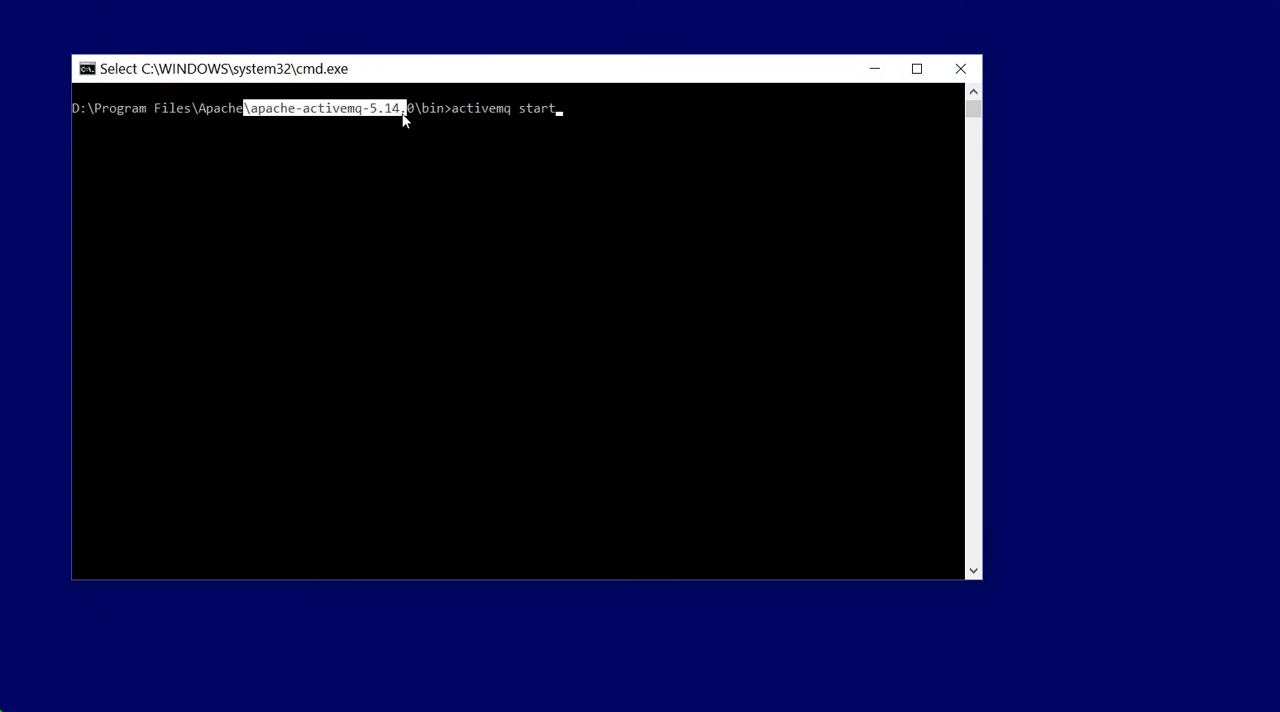 Select C:\WINDOWS\system32\cmd.exe
D:\Program Files\Apache\apache-activemq-5.14.0\bin>activemq start